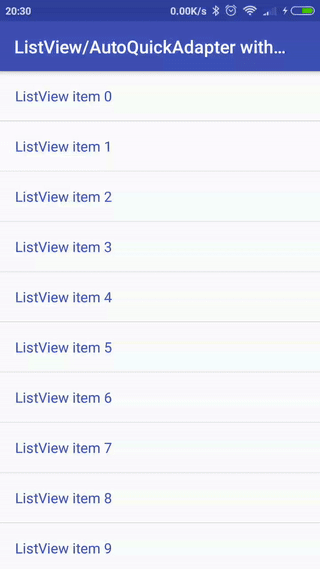 20:30 0.00K/s
ListView/AutoQuickAdapter with…
ListView item 0
ListView item 1
ListView item 2
ListView item 3
ListView item 4
ListView item 5
ListView item 6
ListView item 7
ListView item 8
ListView item 9